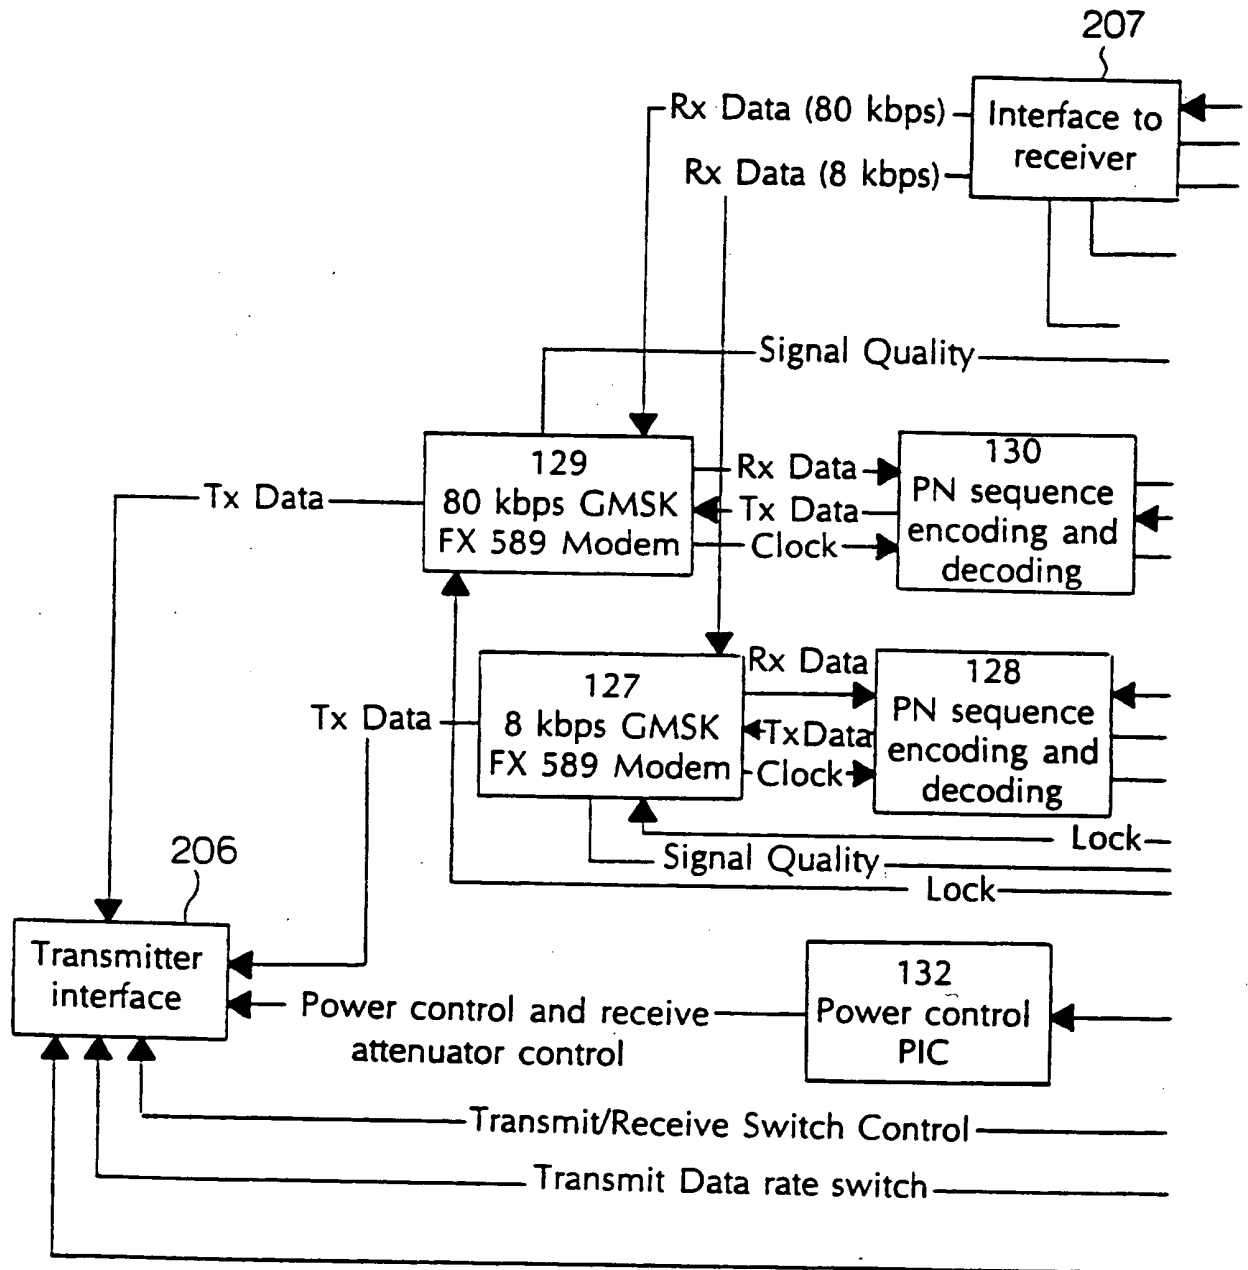 207
Rx Data (80 kbps)
Interface to
receiver
Rx Data (8 kbps)
Signal Quality
129
80 kbps GMSK
FX 589 Modem
Rx Data
Tx Data
Clock
130
PN sequence
encoding and
decoding
Tx Data
127
8 kbps GMSK
FX 589 Modem
Rx Data
TxData
Clock
128
PN sequence
encoding and
decoding
Tx Data
Lock
Signal Quality
Lock
206
Transmitter
interface
132
Power control
PIC
Power control and receive
attenuator control
Transmit/Receive Switch Control
Transmit Data rate switch